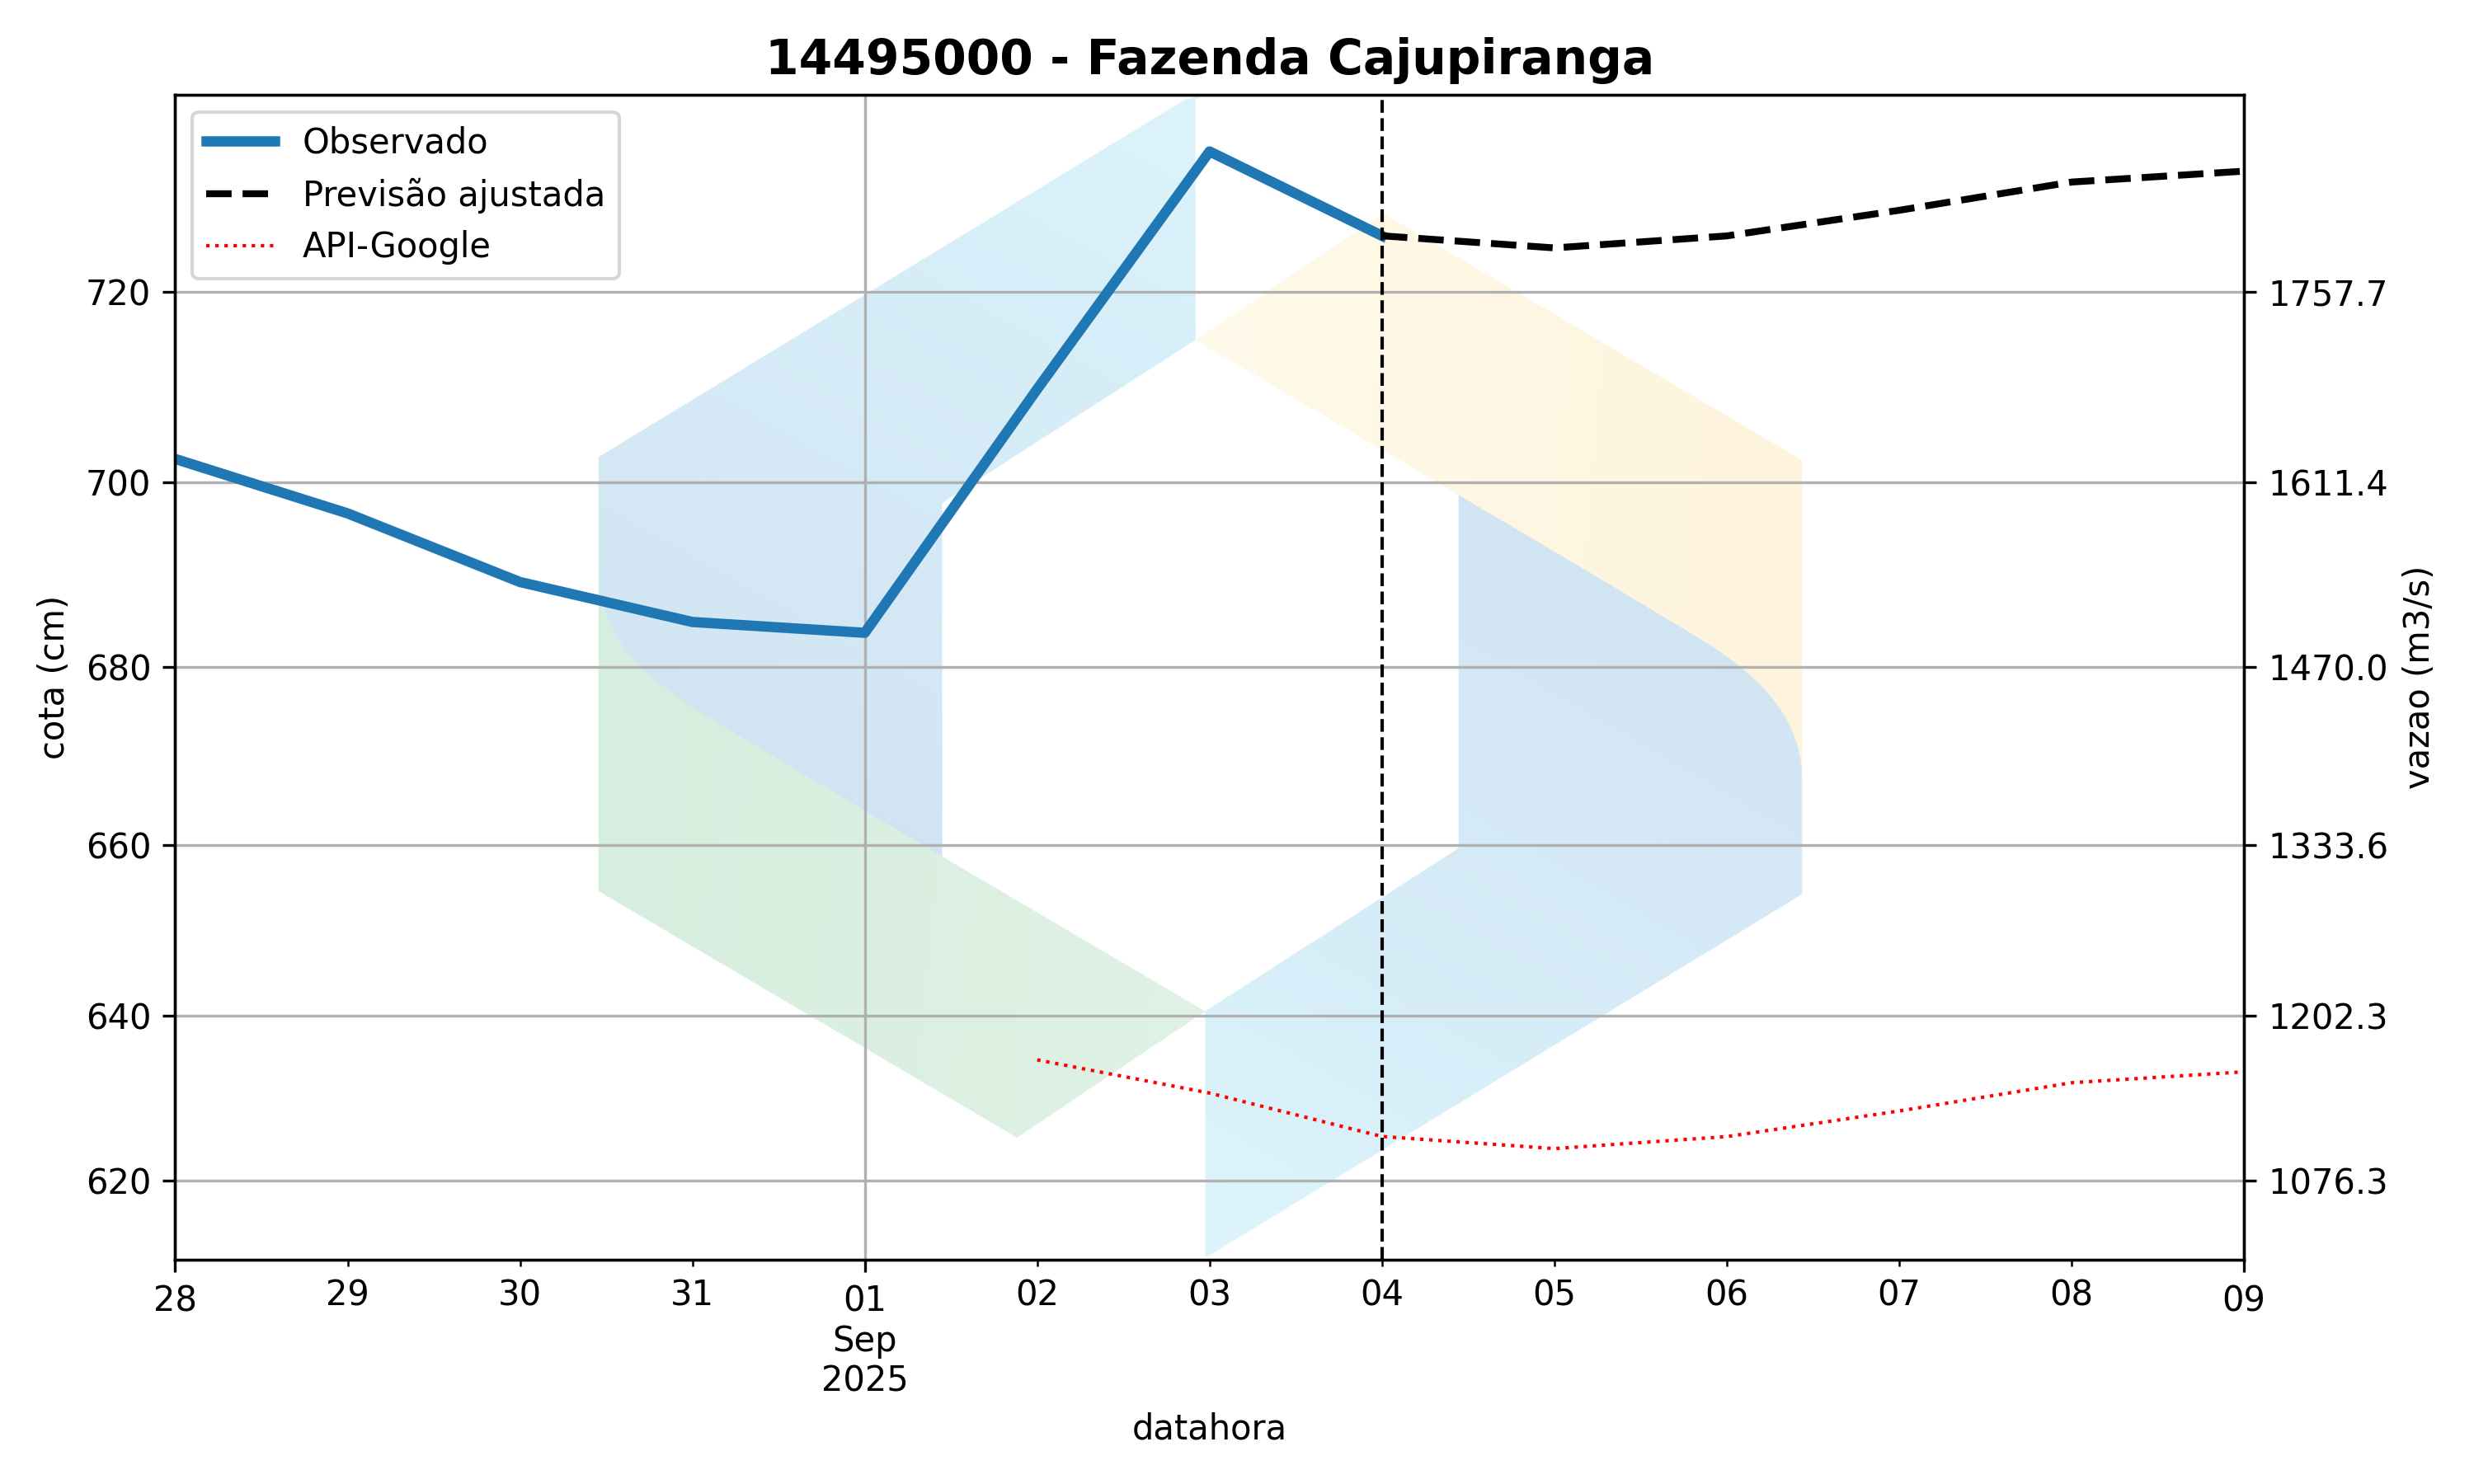 14495000 - Fazenda Cajupiranga
Observado
Previsão ajustada
API-Google
720
700
680
660
640
620
cota (cm)
1757.7
1611.4
1470.0
1333.6
1202.3
1076.3
vazao (m3/s)
28 29 30 31 01 02 03 04 05 06 07 08 09
Sep
2025
datahora